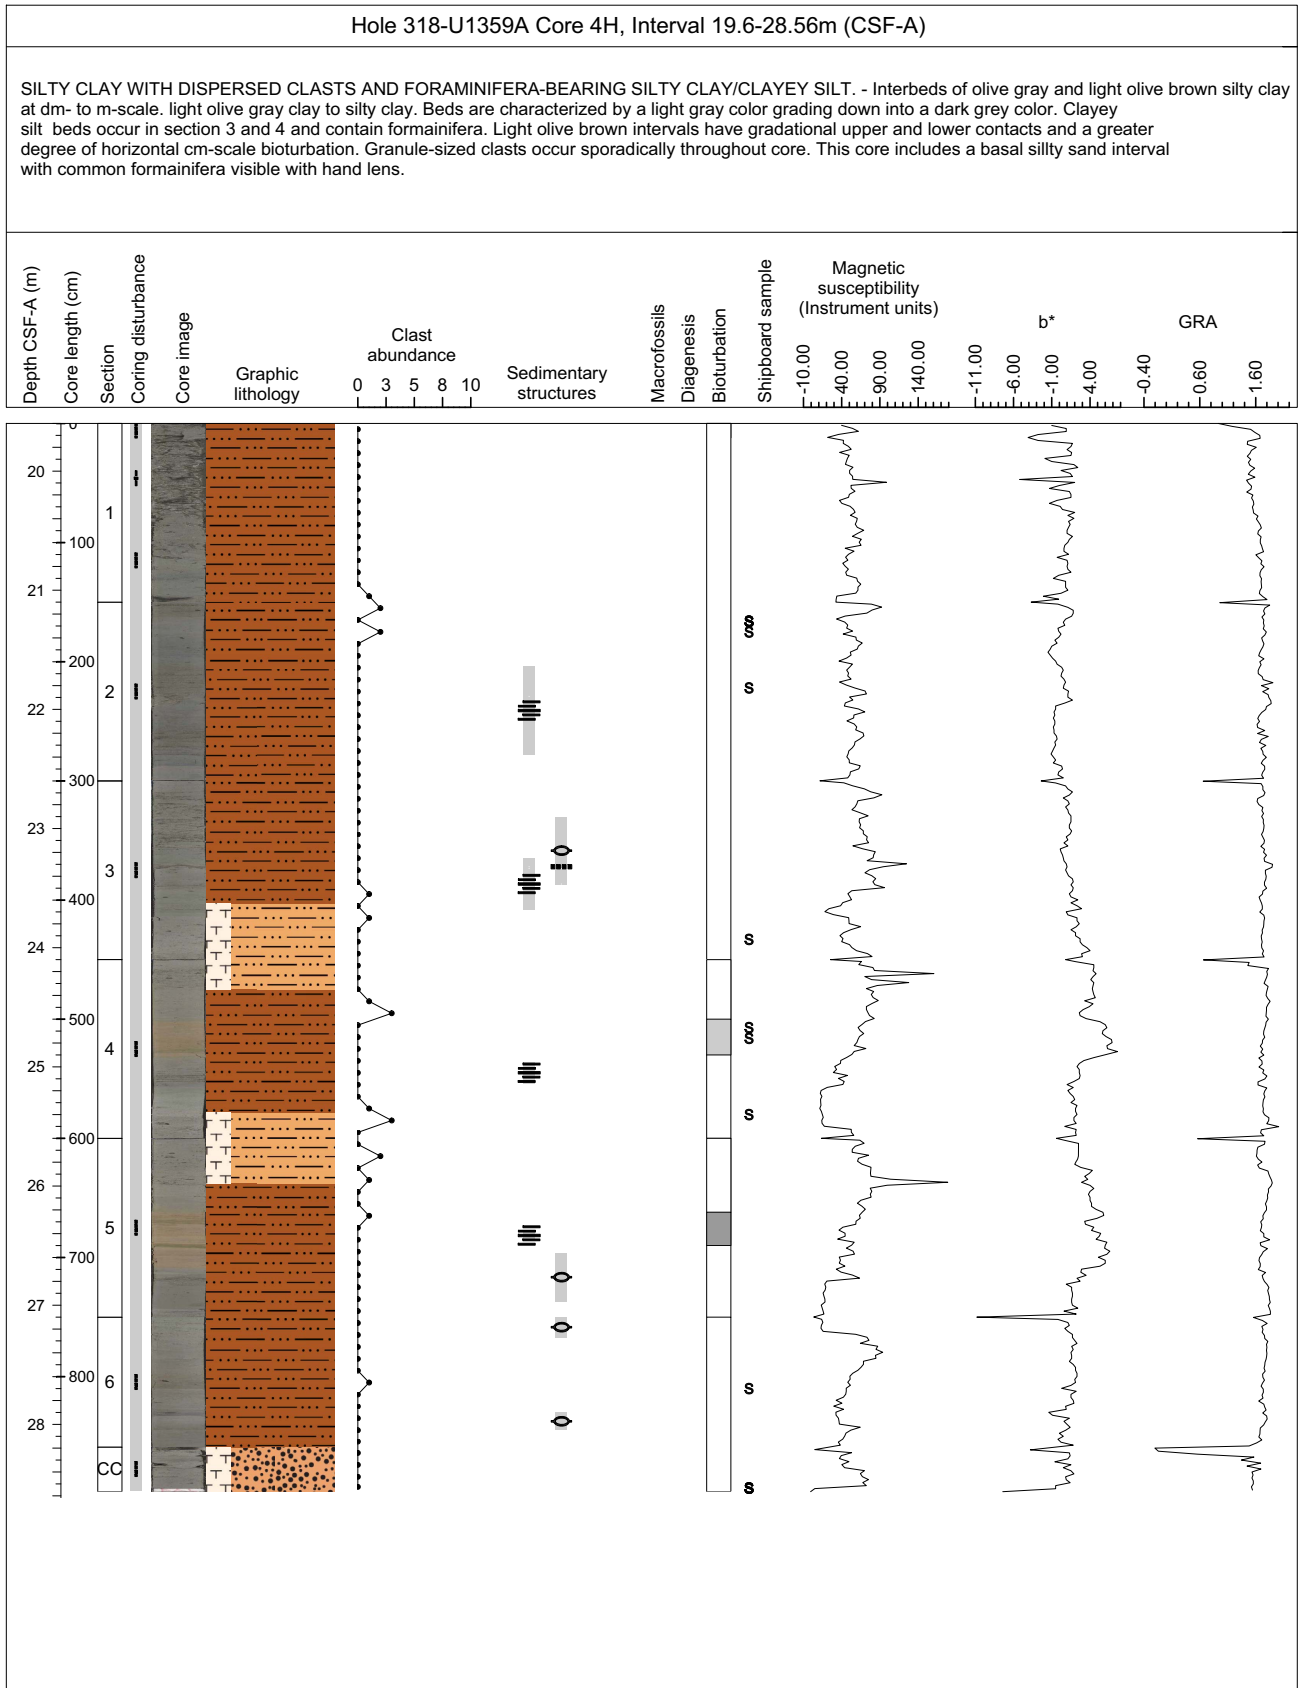 Hole 318-U1359A Core 4H, Interval 19.6-28.56m (CSF-A)
SILTY CLAY WITH DISPERSED CLASTS AND FORAMINIFERA-BEARING SILTY CLAY/CLAYEY SILT. - Interbeds of olive gray and light olive brown silty clay
at dm- to m-scale. light olive gray clay to silty clay. Beds are characterized by a light gray color grading down into a dark grey color. Clayey
silt beds occur in section 3 and 4 and contain formainifera. Light olive brown intervals have gradational upper and lower contacts and a greater
degree of horizontal cm-scale bioturbation. Granule-sized clasts occur sporadically throughout core. This core includes a basal sillty sand interval
with common formainifera visible with hand lens.
Depth CSF-A (m)
Core length (cm)
Section
Coring disturbance
Core image
Graphic
lithology
Clast
abundance
0 3 5 8 10
Sedimentary
structures
Macrofossils
Diagenesis
Bioturbation
Shipboard sample
Magnetic
susceptibility
(Instrument units)
-10.00 40.00 90.00 140.00
b*
-11.00 -6.00 -1.00 4.00
GRA
-0.40 0.60 1.60
0
20
1
100
21
S
S
S
200
2
S
22
300
23
3
400
S
24
500
S
S
4
25
S
600
26
5
700
27
800
6
S
28
CC
S
S